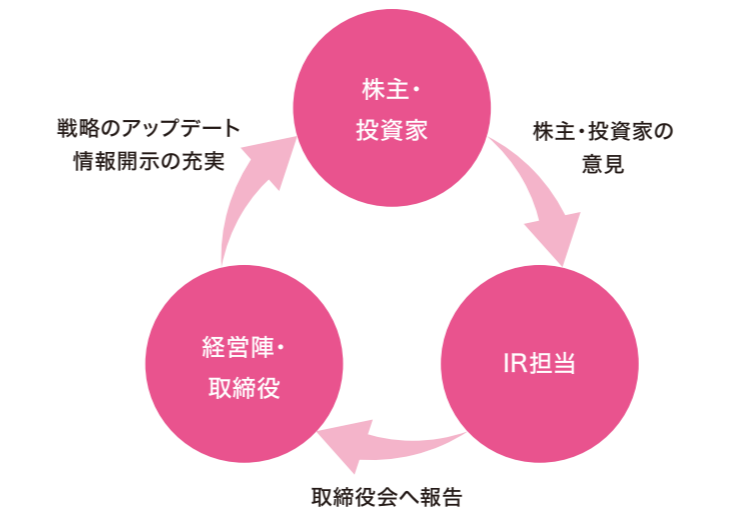 株主・
投資家
戦略のアップデート
情報開示の充実
株主・投資家の
意見
経営陣・
取締役
IR担当
取締役会へ報告